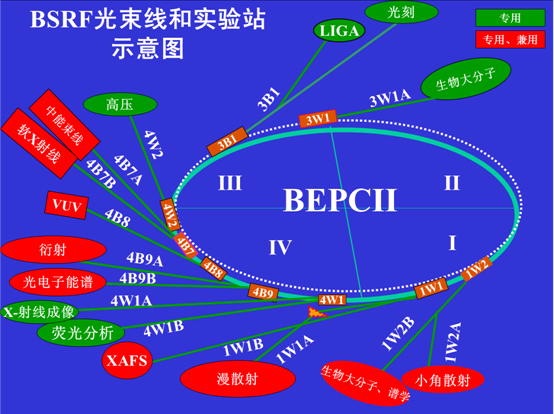 BSRF光束线和实验站
示意图
专用
专用、兼用
光刻
LIGA
3B1
生物大分子
3W1A
3W1
3B1
高压
4W2
中能束线
软X射线
4B7A
4B7B
VUV
4B8
4W2
4B7
4B8
4B9
4W1
1W1
1W2
III
II
BEPCII
IV
I
衍射
4B9A
光电子能谱
4B9B
X-射线成像
4W1A
荧光分析
4W1B
XAFS
1W1B
漫散射
1W1A
生物大分子、谱学
1W2B
小角散射
1W2A